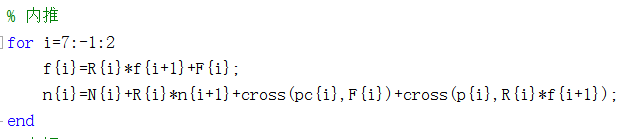 % 内推
for i=7:-1:2
f{i}=R{i}*f{i+1}+F{i};
n{i}=N{i}+R{i}*n{i+1}+cross(pc{i},F{i})+cross(p{i},R{i}*f{i+1});
end